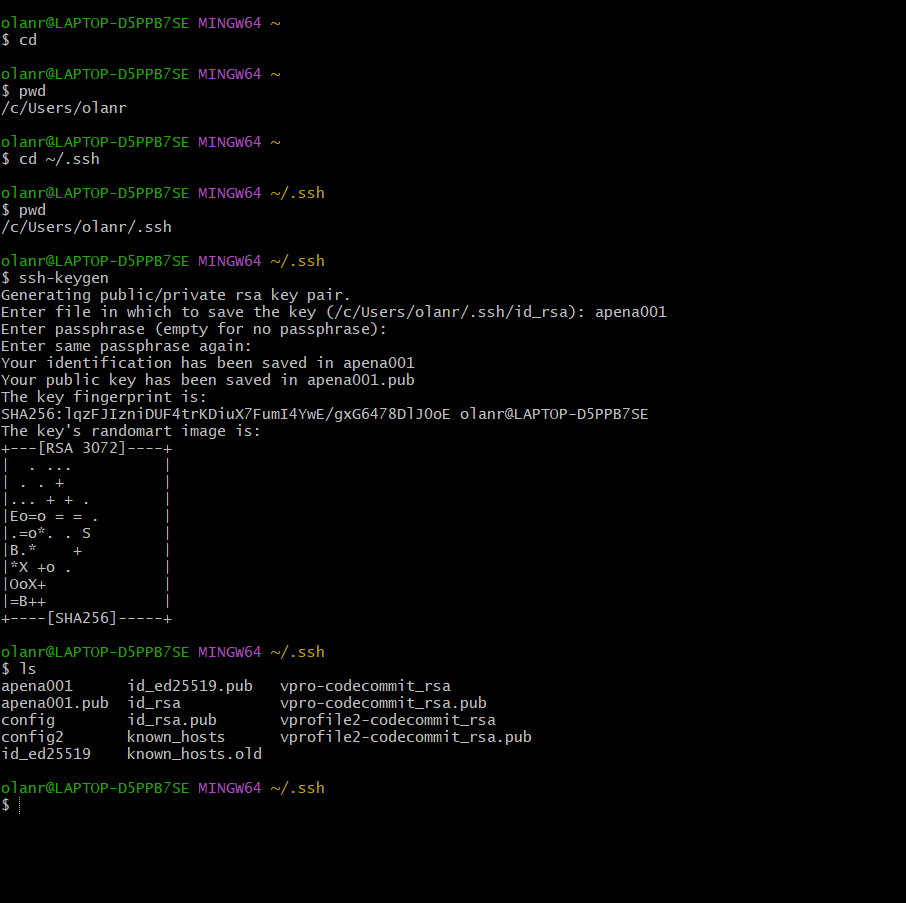 olanr@LAPTOP-D5PPB7SE MINGW64 ~
$ cd
olanr@LAPTOP-D5PPB7SE MINGW64 ~
$ pwd
/c/Users/olanr
olanr@LAPTOP-D5PPB7SE MINGW64 ~
$ cd ~/.ssh
olanr@LAPTOP-D5PPB7SE MINGW64 ~/.ssh
$ pwd
/c/Users/olanr/.ssh
olanr@LAPTOP-D5PPB7SE MINGW64 ~/.ssh
$ ssh-keygen
Generating public/private rsa key pair.
Enter file in which to save the key (/c/Users/olanr/.ssh/id_rsa): apena001
Enter passphrase (empty for no passphrase):
Enter same passphrase again:
Your identification has been saved in apena001
Your public key has been saved in apena001.pub
The key fingerprint is:
SHA256:lqzFJIzniDUF4trKDiuX7FumI4YwE/gxG6478DlJ0oE olanr@LAPTOP-D5PPB7SE
The key's randomart image is:
+---[RSA 3072]----+
|  . ...          |
| . . +           |
|... + + .        |
|Eo=o = = .       |
|.=o*. . S        |
|B.*    +         |
|*X +o .          |
|OoX+             |
|=B++             |
+----[SHA256]-----+
olanr@LAPTOP-D5PPB7SE MINGW64 ~/.ssh
$ ls
apena001      id_ed25519.pub   vpro-codecommit_rsa
apena001.pub  id_rsa           vpro-codecommit_rsa.pub
config        id_rsa.pub       vprofile2-codecommit_rsa
config2       known_hosts      vprofile2-codecommit_rsa.pub
id_ed25519    known_hosts.old
olanr@LAPTOP-D5PPB7SE MINGW64 ~/.ssh
$